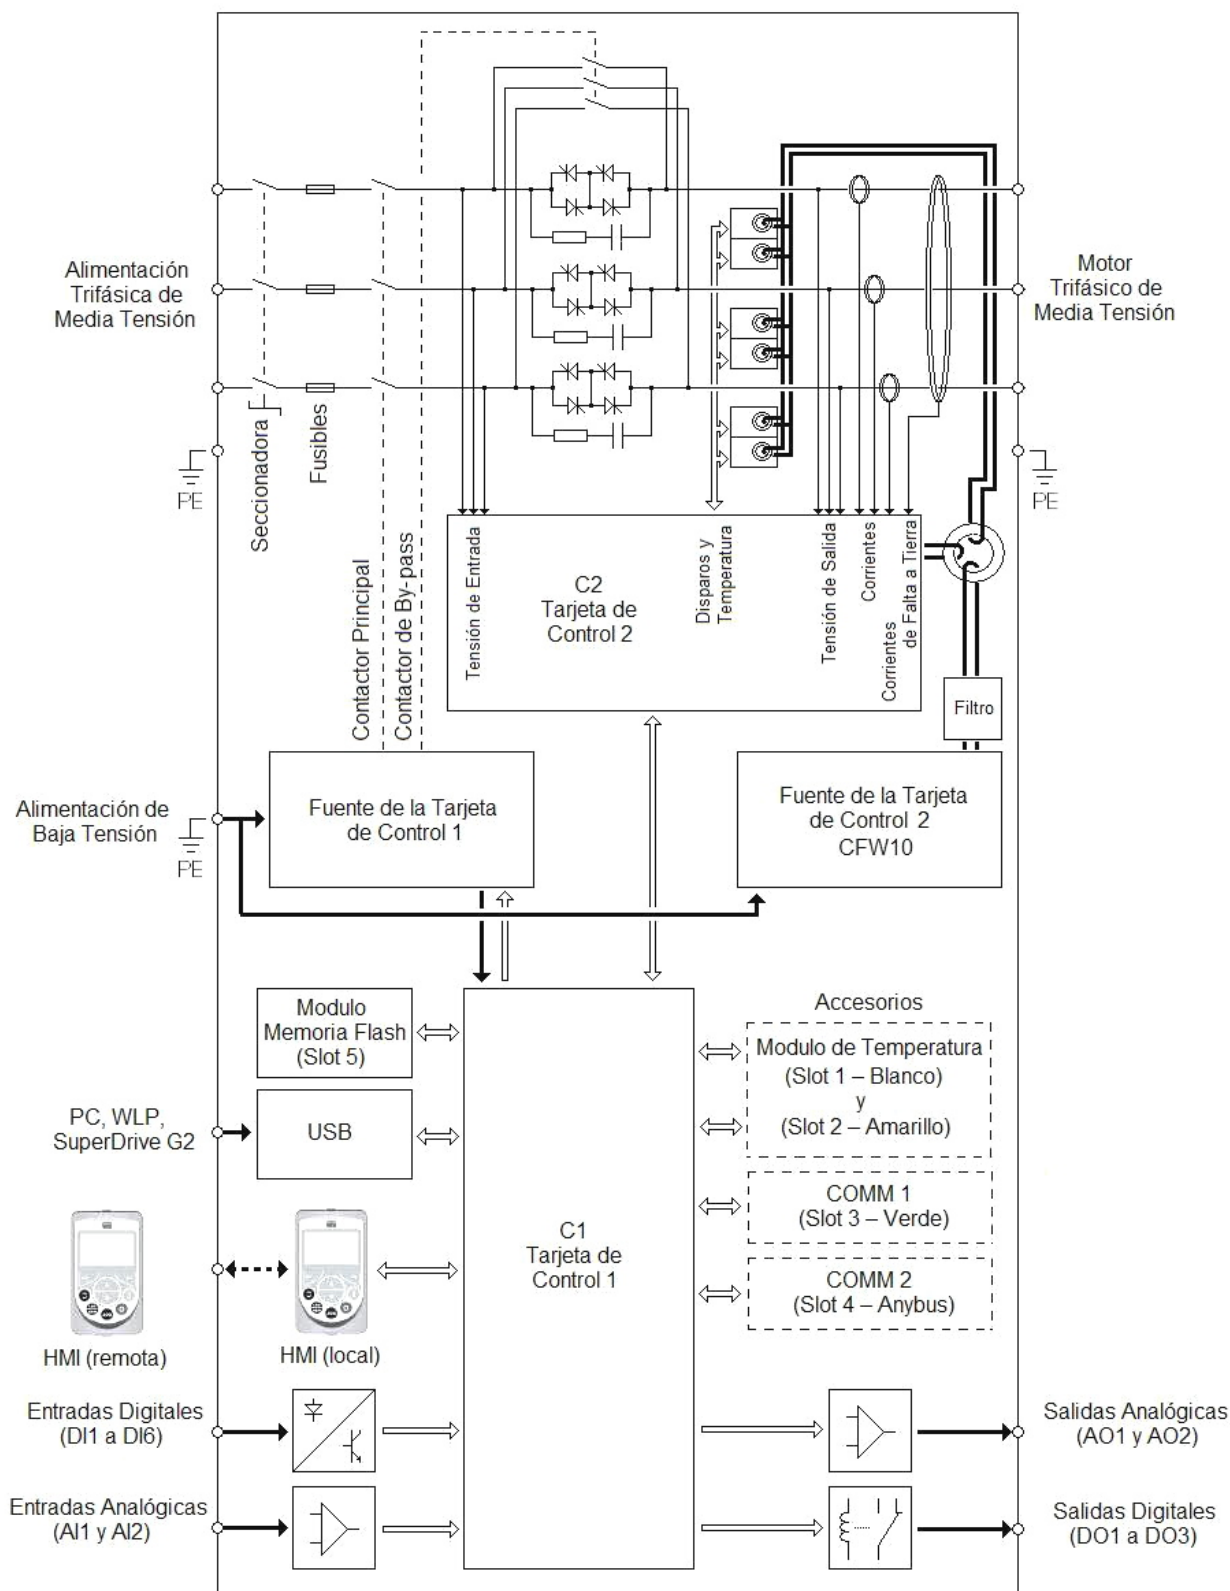 Alimentación
Trifásica de
Media Tensión
Motor
Trifásico de
Media Tensión
PE
Seccionadora
Fusibles
PE
Contactor Principal
Contactor de By-pass
Tensión de Entrada
C2
Tarjeta de
Control 2
Disparos y
Temperatura
Tensión de Salida
Corrientes
Corrientes
de Falta a Tierra
Filtro
Alimentación de
Baja Tensión
PE
Fuente de la Tarjeta
de Control 1
Fuente de la Tarjeta
de Control 2
CFW10
Modulo
Memoria Flash
(Slot 5)
Accesorios
Modulo de Temperatura
(Slot 1 – Blanco)
y
(Slot 2 – Amarillo)
PC, WLP,
SuperDrive G2
USB
COMM 1
(Slot 3 – Verde)
C1
Tarjeta de
Control 1
COMM 2
(Slot 4 – Anybus)
HMI (remota)
HMI (local)
Entradas Digitales
(DI1 a DI6)
Salidas Analógicas
(AO1 y AO2)
Entradas Analógicas
(AI1 y AI2)
Salidas Digitales
(DO1 a DO3)